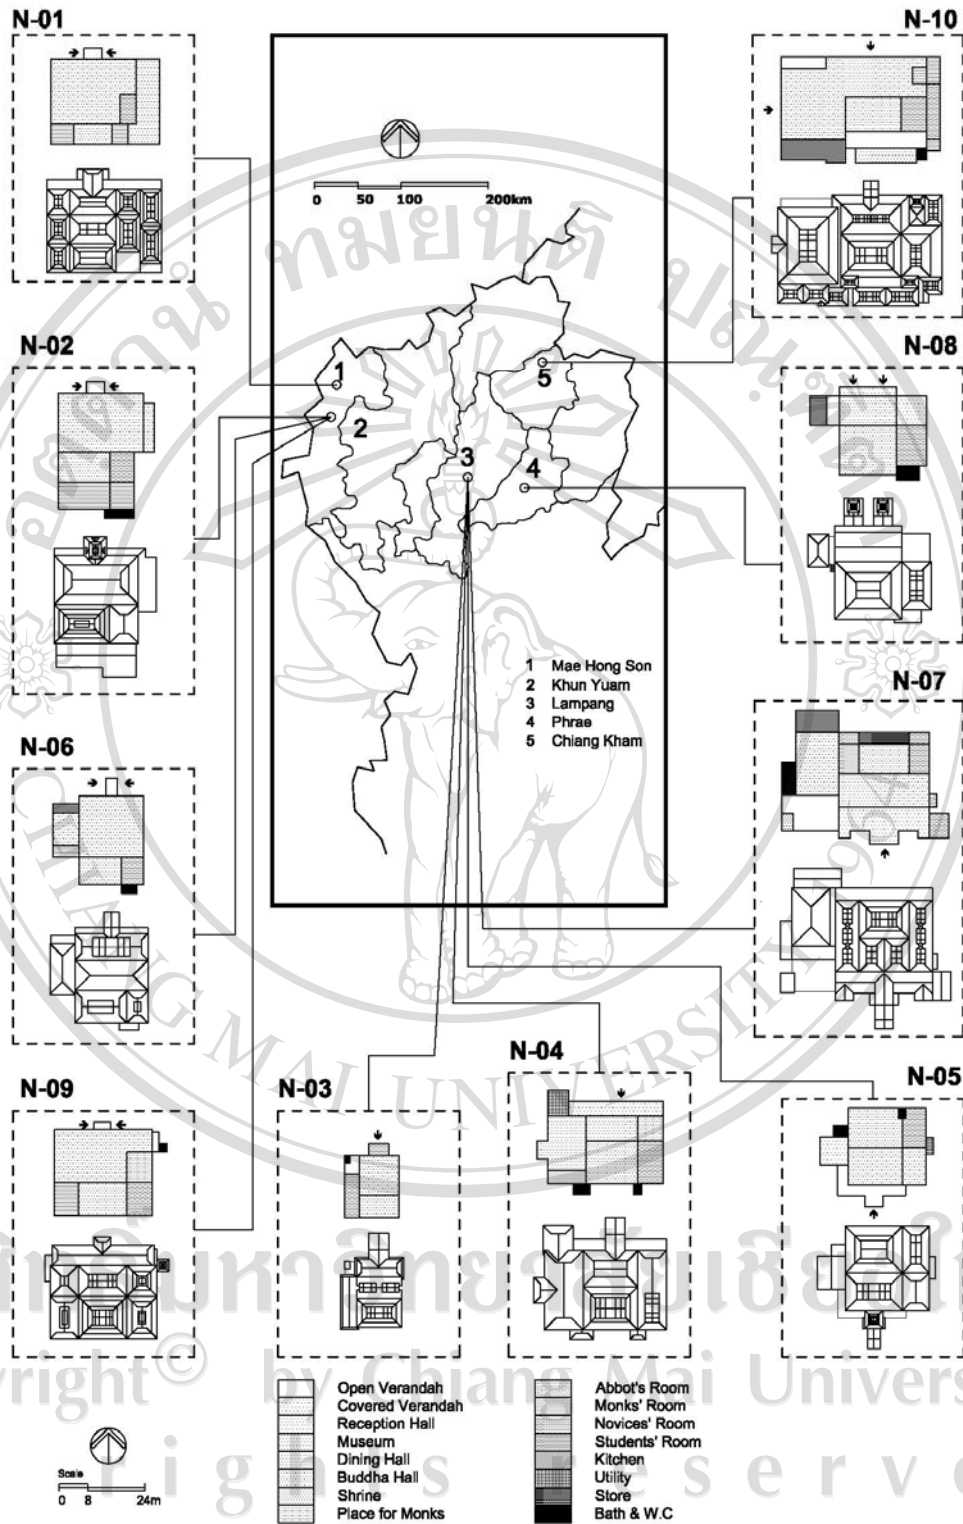 N-01
N-10
0 50 100 200km
N-02
N-08
1
2
3
4
5
1 Mae Hong Son
2 Khun Yuam
3 Lampang
4 Phrae
5 Chiang Kham
N-07
N-06
N-04
N-09
N-03
N-05
CHIANG MAI UNIVERSITY 1964
Open Verandah
Covered Verandah
Reception Hall
Museum
Dining Hall
Buddha Hall
Shrine
Place for Monks
Abbot's Room
Monks' Room
Novices' Room
Students' Room
Kitchen
Utility
Store
Bath & W.C
Scale
0 8 24m
by Chiang Mai
rights